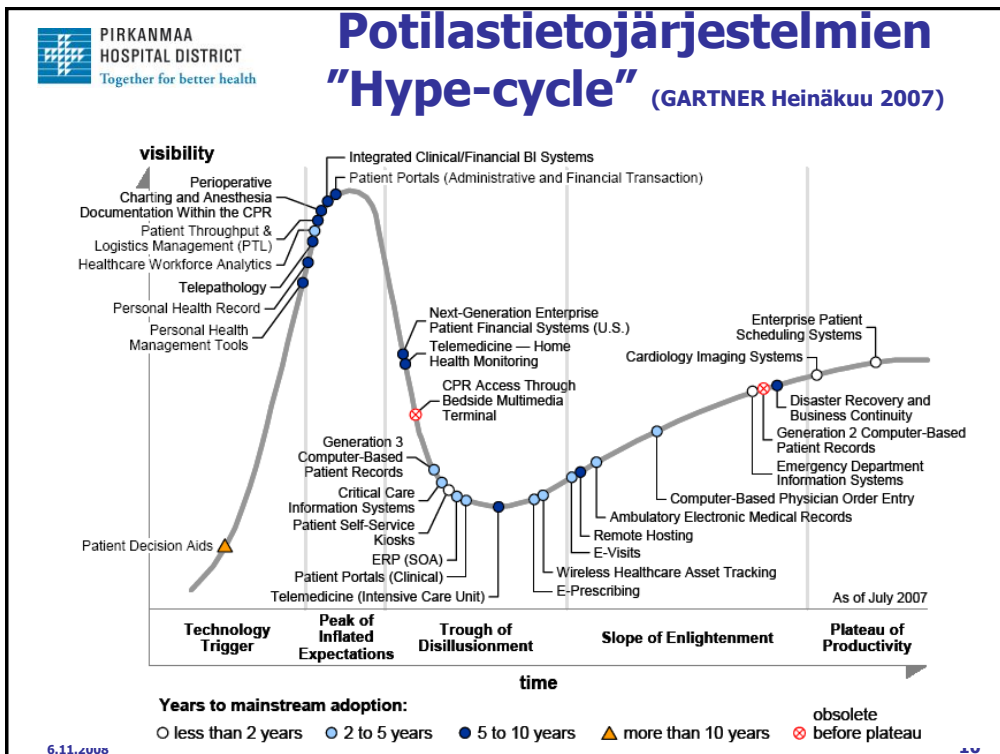 PIRKANMAA
HOSPITAL DISTRICT
Together for better health
Potilastietojärjestelmien
”Hype-cycle” (GARTNER Heinäkuu 2007)
visibility
Integrated Clinical/Financial BI Systems
Patient Portals (Administrative and Financial Transaction)
Perioperative
Charting and Anesthesia
Documentation Within the CPR
Patient Throughput &
Logistics Management (PTL)
Healthcare Workforce Analytics
Telepathology
Personal Health Record
Personal Health
Management Tools
Next-Generation Enterprise
Patient Financial Systems (U.S.)
Telemedicine — Home
Health Monitoring
CPR Access Through
Bedside Multimedia
Terminal
Generation 3
Computer-Based
Patient Records
Critical Care
Information Systems
Patient Self-Service
Kiosks
ERP (SOA)
Patient Portals (Clinical)
Telemedicine (Intensive Care Unit)
Patient Decision Aids
Enterprise Patient
Scheduling Systems
Cardiology Imaging Systems
Disaster Recovery and
Business Continuity
Generation 2 Computer-Based
Patient Records
Emergency Department
Information Systems
Computer-Based Physician Order Entry
Ambulatory Electronic Medical Records
Remote Hosting
E-Visits
Wireless Healthcare Asset Tracking
E-Prescribing
As of July 2007
Technology
Trigger
Peak of
Inflated
Expectations
Trough of
Disillusionment
Slope of Enlightenment
Plateau of
Productivity
time
Years to mainstream adoption:
less than 2 years
2 to 5 years
5 to 10 years
more than 10 years
obsolete
before plateau
6.11.2008